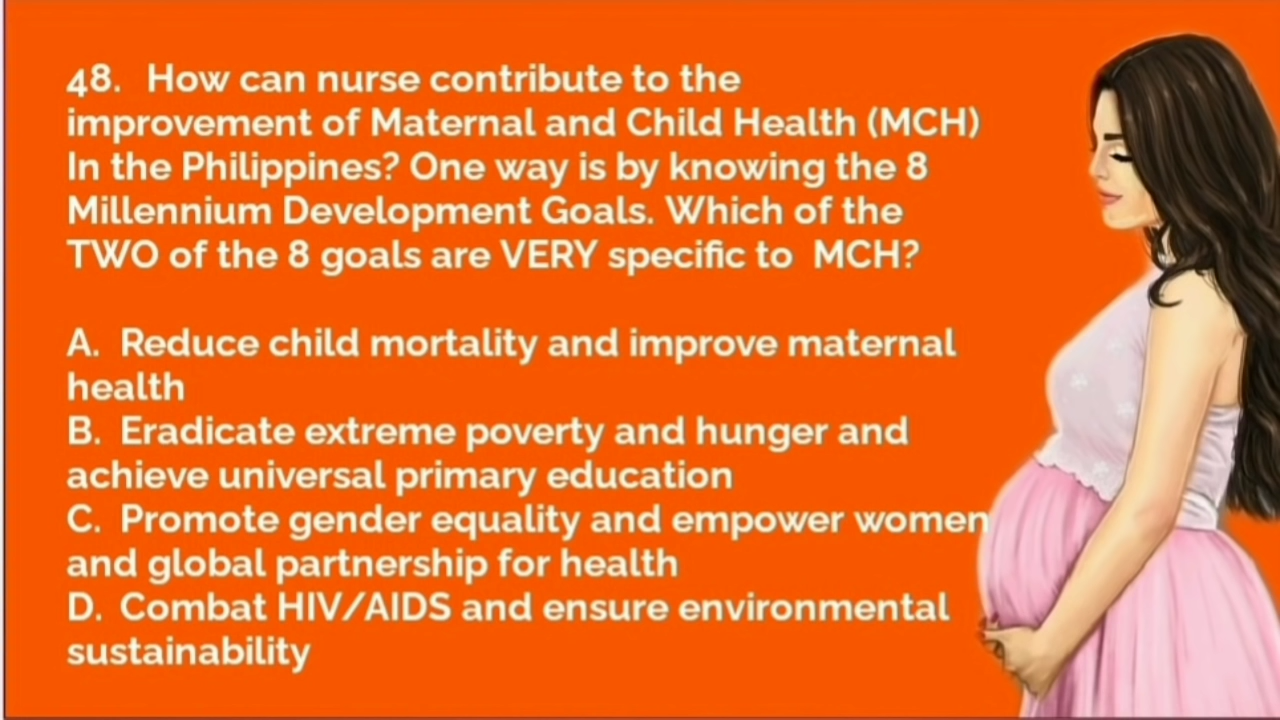 48. How can nurse contribute to the
improvement of Maternal and Child Health (MCH)
In the Philippines? One way is by knowing the 8
Millennium Development Goals. Which of the
TWO of the 8 goals are VERY specific to MCH?
A. Reduce child mortality and improve maternal
health
B. Eradicate extreme poverty and hunger and
achieve universal primary education
C. Promote gender equality and empower women
and global partnership for health
D. Combat HIV/AIDS and ensure environmental
sustainability